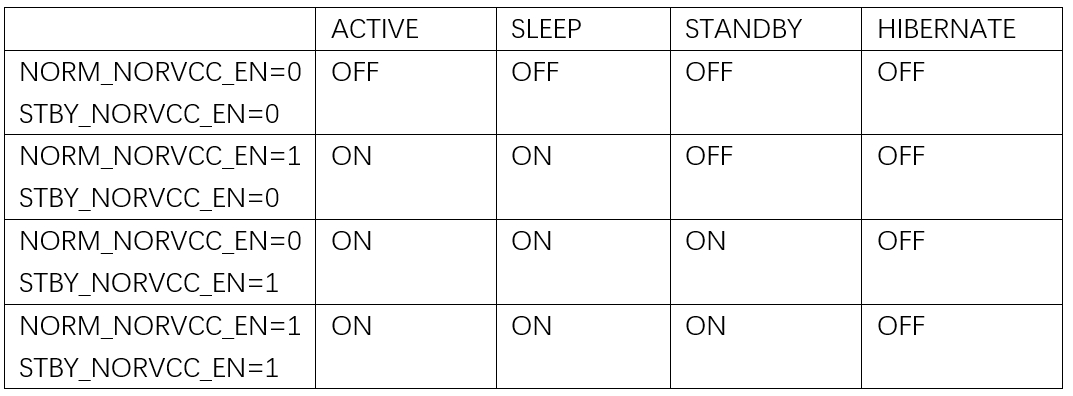 ACTIVE SLEEP STANDBY HIBERNATE
NORM_NORVCC_EN=0 OFF OFF OFF OFF
STBY_NORVCC_EN=0
NORM_NORVCC_EN=1 ON ON OFF OFF
STBY_NORVCC_EN=0
NORM_NORVCC_EN=0 ON ON ON OFF
STBY_NORVCC_EN=1
NORM_NORVCC_EN=1 ON ON ON OFF
STBY_NORVCC_EN=1